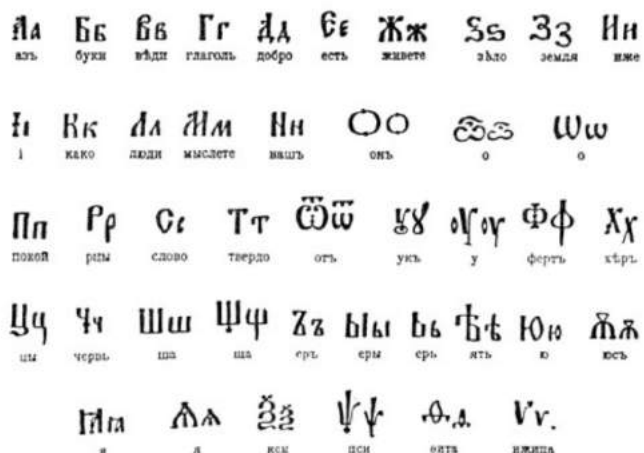 Аа Бб Вв Гг Дд Єє Жж Ѕѕ Зз Ии
азъ буки вѣди глаголь добро есть живете зѣло земля иже
Іі Кк Лл Мм Нн Оо Ѡѡ
і како люди мыслете нашъ онъ о о
Пп Рр Сс Тт Ѿѿ Ꙋꙋ Оуоу Фф Хх
покой рцы слово твердо отъ укъ у фертъ хѣръ
Цц Чч Шш Щщ Ъъ Ыы Ьь Ѣѣ Юю Ѫѫ
цы червь ша ща еръ еры ерь ять ю юсъ
Ꙗꙗ Ѧѧ Ѯѯ Ѱѱ Ѳѳ Ѵѵ.
я я кси пси ѳита ижица